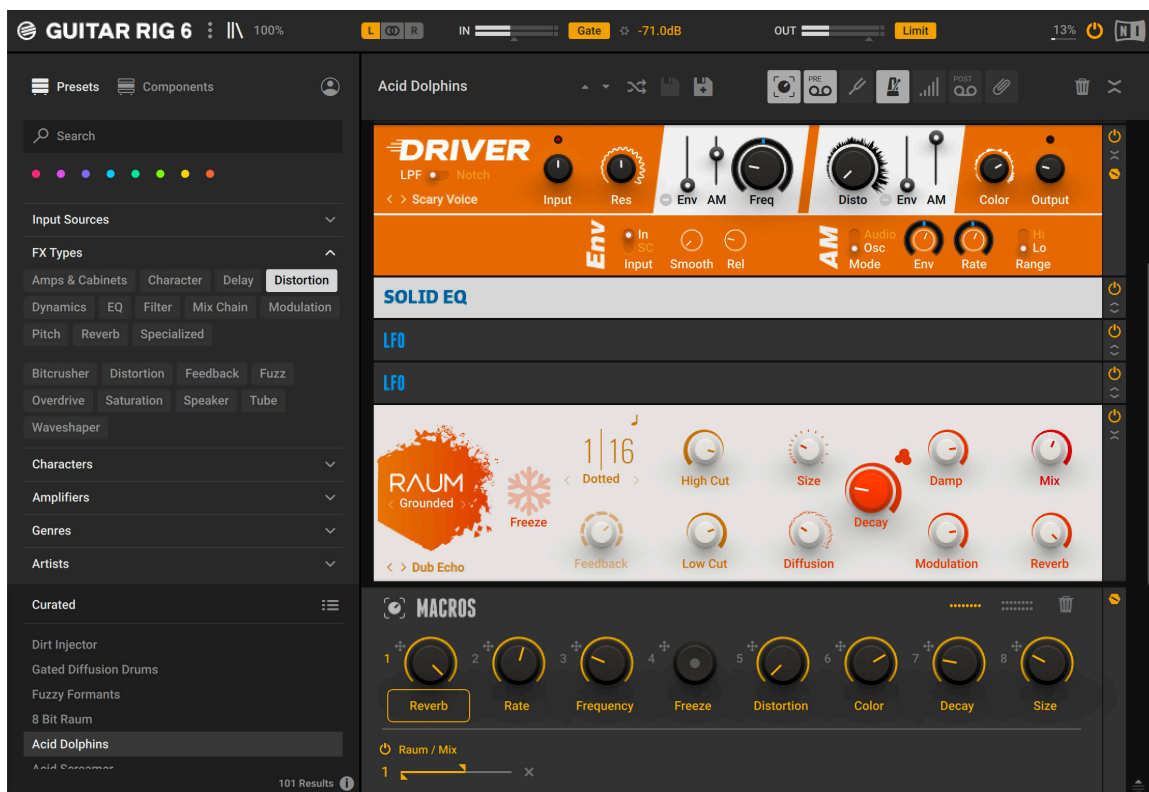 GUITAR RIG 6 100% L R IN Gate -71.0dB OUT Limit 13% NI
Presets Components
Search
Input Sources
FX Types
Amps & Cabinets Character Delay Distortion
Dynamics EQ Filter Mix Chain Modulation
Pitch Reverb Specialized
Bitcrusher Distortion Feedback Fuzz
Overdrive Saturation Speaker Tube
Waveshaper
Characters
Amplifiers
Genres
Artists
Curated
Dirt Injector
Gated Diffusion Drums
Fuzzy Formants
8 Bit Raum
Acid Dolphins
Acid Screamer
101 Results
Acid Dolphins PRE POST
DRIVER
LPF Notch
< > Scary Voice Input Res Env AM Freq Disto Env AM Color Output
Env In SC Input Smooth Rel AM Audio Osc Mode Env Rate Hi Lo Range
SOLID EQ
LFO
LFO
RAUM
< Grounded >
Freeze
1|16
< Dotted >
High Cut Size Decay Damp Mix
< > Dub Echo Feedback Low Cut Diffusion Modulation Reverb
MACROS
1 2 3 4 5 6 7 8
Reverb Rate Frequency Freeze Distortion Color Decay Size
Raum / Mix
1